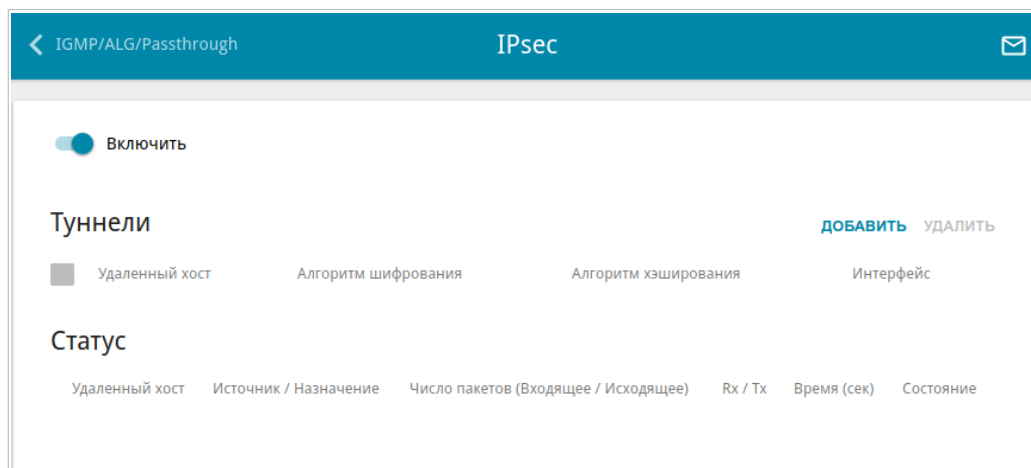 IGMP/ALG/Passthrough
IPsec
Включить
Туннели
ДОБАВИТЬ УДАЛИТЬ
Удаленный хост Алгоритм шифрования Алгоритм хэширования Интерфейс
Статус
Удаленный хост Источник / Назначение Число пакетов (Входящее / Исходящее) Rx / Tx Время (сек) Состояние